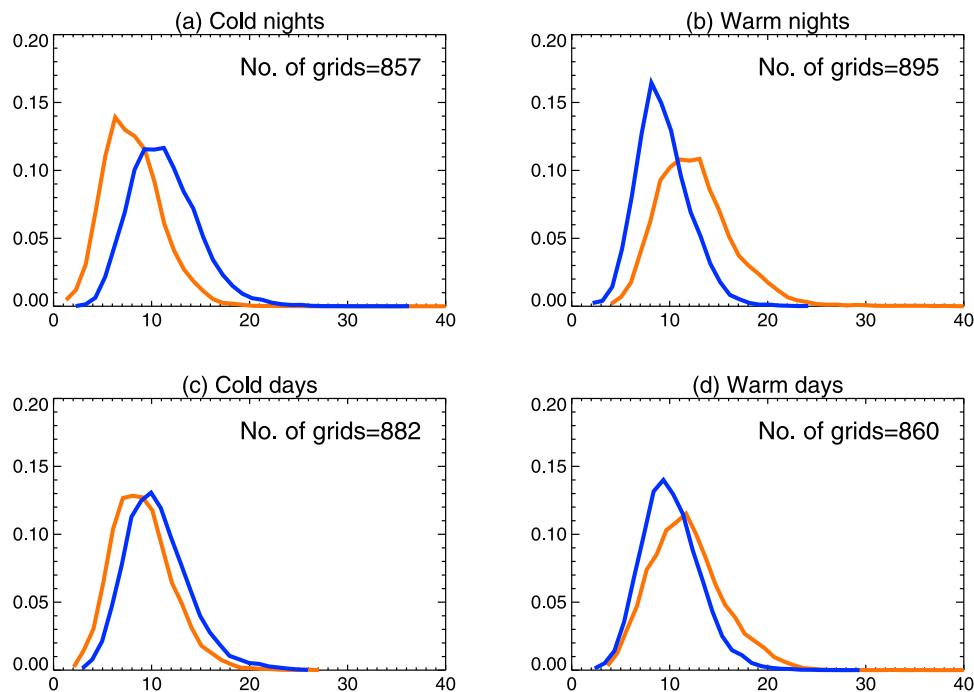 (a) Cold nights
No. of grids=857
0.20
0.15
0.10
0.05
0.00
0 10 20 30 40
(b) Warm nights
No. of grids=895
0.20
0.15
0.10
0.05
0.00
0 10 20 30 40
(c) Cold days
No. of grids=882
0.20
0.15
0.10
0.05
0.00
0 10 20 30 40
(d) Warm days
No. of grids=860
0.20
0.15
0.10
0.05
0.00
0 10 20 30 40